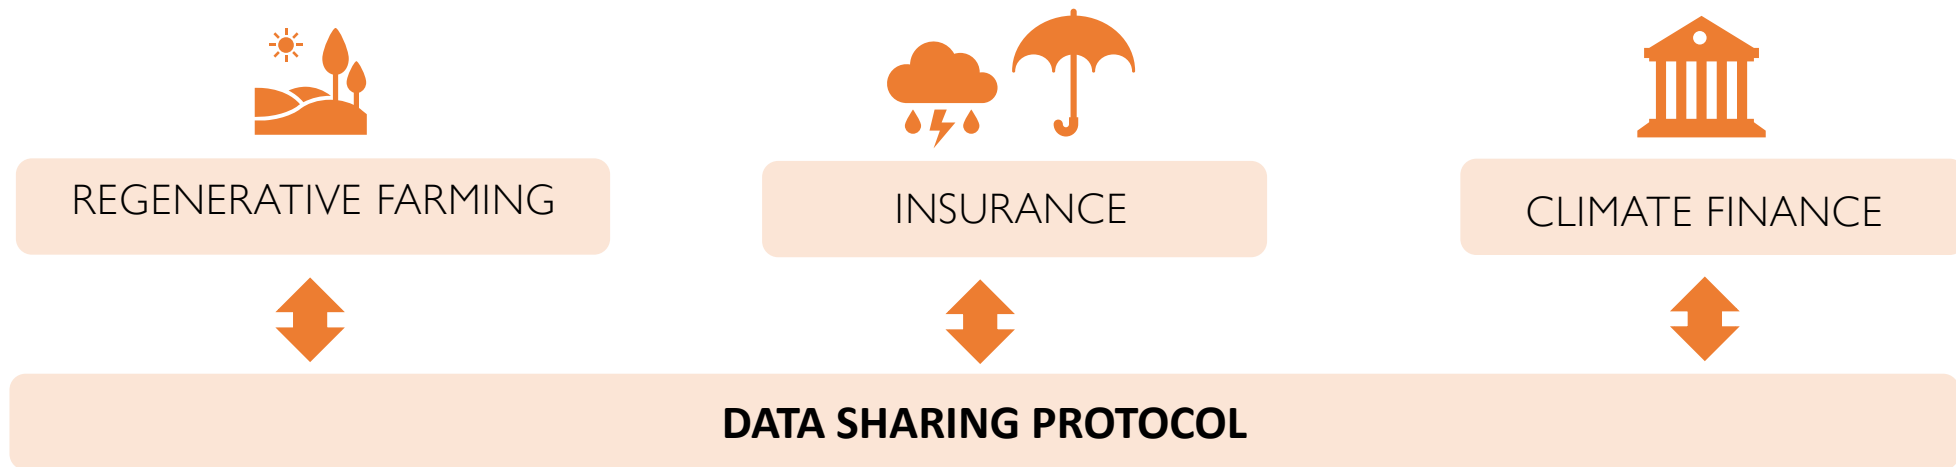 REGENERATIVE FARMING
INSURANCE
CLIMATE FINANCE
DATA SHARING PROTOCOL